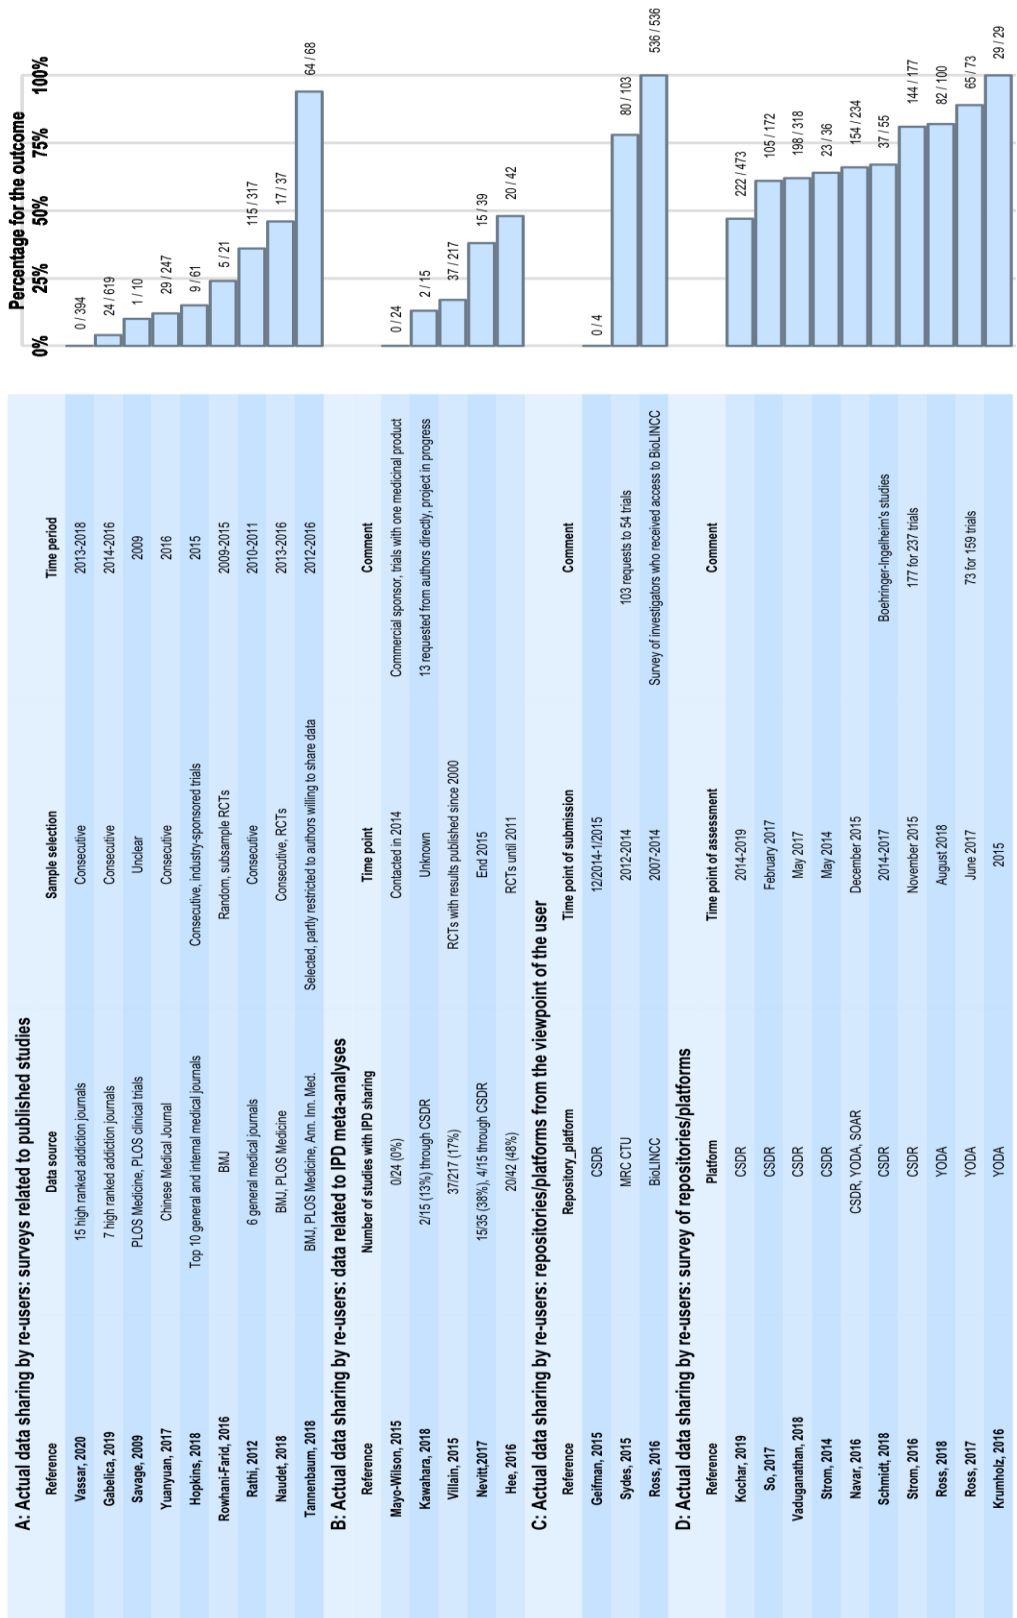 Percentage for the outcome
0% 25% 50% 75% 100%
A: Actual data sharing by re-users: surveys related to published studies
Reference Data source Sample selection Time period
Vassar, 2020 15 high ranked addiction journals Consecutive 2013-2018 0 / 394
Gabelica, 2019 7 high ranked addiction journals Consecutive 2014-2016 24 / 619
Savage, 2009 PLOS Medicine, PLOS clinical trials Unclear 2009 1 / 10
Yuanyuan, 2017 Chinese Medical Journal Consecutive 2016 29 / 247
Hopkins, 2018 Top 10 general and internal medical journals Consecutive, industry-sponsored trials 2015 9 / 61
Rowhani-Farid, 2016 BMJ Random, subsample RCTs 2009-2015 5 / 21
Rathi, 2012 6 general medical journals Consecutive 2010-2011 115 / 317
Naudet, 2018 BMJ, PLOS Medicine Consecutive, RCTs 2013-2016 17 / 37
Tannenbaum, 2018 BMJ, PLOS Medicine, Ann. Inn. Med. Selected, partly restricted to authors willing to share data 2012-2016 64 / 68
B: Actual data sharing by re-users: data related to IPD meta-analyses
Reference Number of studies with IPD sharing Time point Comment
Mayo-Wilson, 2015 0/24 (0%) Contacted in 2014 Commercial sponsor, trials with one medicinal product 0 / 24
Kawahara, 2018 2/15 (13%) through CSDR Unknown 13 requested from authors directly, project in progress 2 / 15
Villain, 2015 37/217 (17%) RCTs with results published since 2000 37 / 217
Nevitt,2017 15/35 (38%), 4/15 through CSDR End 2015 15 / 39
Hee, 2016 20/42 (48%) RCTs until 2011 20 / 42
C: Actual data sharing by re-users: repositories/platforms from the viewpoint of the user
Reference Repository_platform Time point of submission Comment
Geifman, 2015 CSDR 12/2014-1/2015 0 / 4
Sydes, 2015 MRC CTU 2012-2014 103 requests to 54 trials 80 / 103
Ross, 2016 BioLINCC 2007-2014 Survey of investigators who received access to BioLINCC 536 / 536
D: Actual data sharing by re-users: survey of repositories/platforms
Reference Platform Time point of assessment Comment
Kochar, 2019 CSDR 2014-2019 222 / 473
So, 2017 CSDR February 2017 105 / 172
Vaduganathan, 2018 CSDR May 2017 198 / 318
Strom, 2014 CSDR May 2014 23 / 36
Navar, 2016 CSDR, YODA, SOAR December 2015 154 / 234
Schmidt, 2018 CSDR 2014-2017 Boehringer-Ingelheim's studies 37 / 55
Strom, 2016 CSDR November 2015 177 for 237 trials 144 / 177
Ross, 2018 YODA August 2018 82 / 100
Ross, 2017 YODA June 2017 73 for 159 trials 65 / 73
Krumholz, 2016 YODA 2015 29 / 29